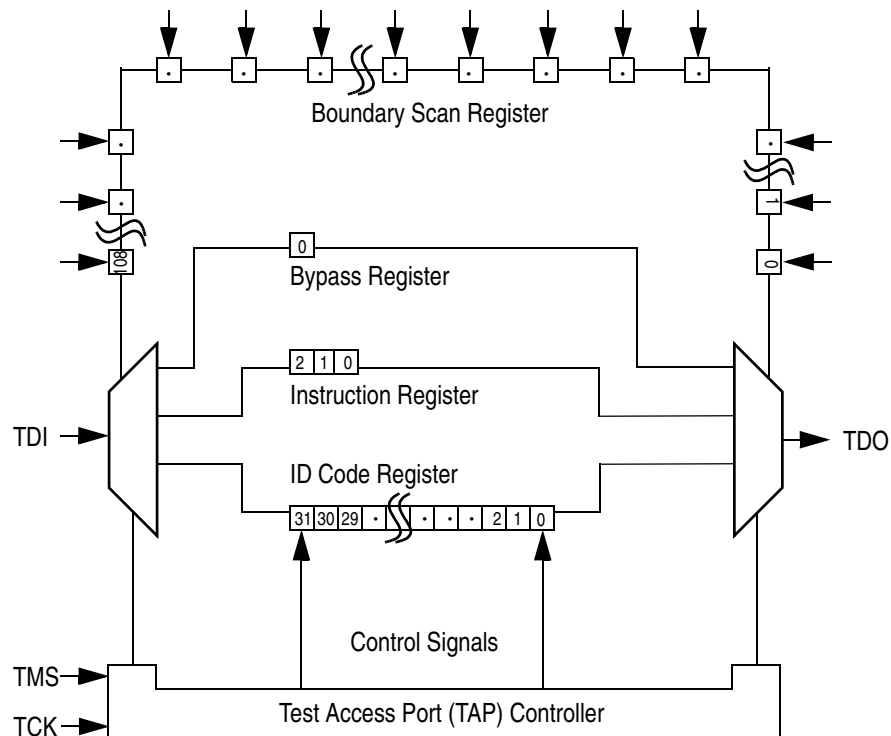 . . . . . . . .
Boundary Scan Register
. .
. 1
108 0
0
Bypass Register
2 1 0
Instruction Register
TDI
TDO
ID Code Register
31 30 29 . . . . 2 1 0
Control Signals
TMS
Test Access Port (TAP) Controller
TCK